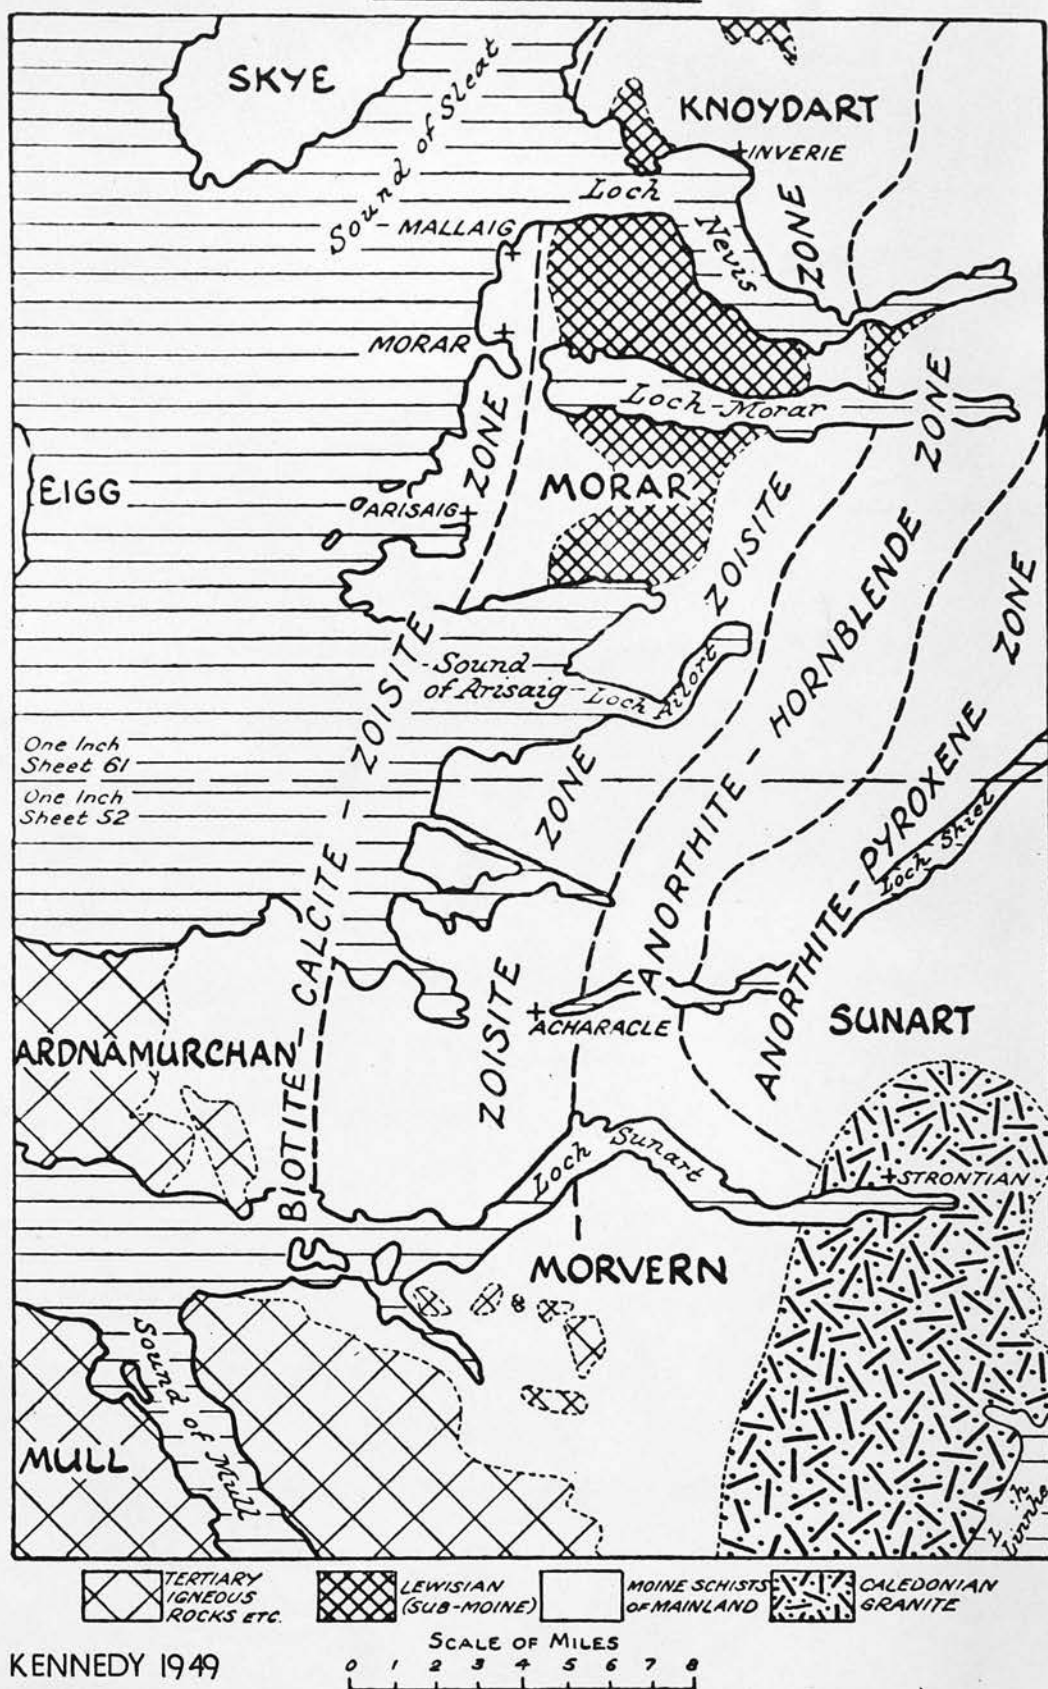 SKYE
Sound of Sleat
KNOYDART
INVERIE
Loch
Nevis
ZONE
MALLAIG
MORAR
Loch-Morar
ZONE
ZONE
EIGG
ARISAIG
MORAR
ZOISITE
ZONE
Sound
of Arisaig
Loch Ailort
One Inch
Sheet 61
One Inch
Sheet 52
BIOTITE - CALCITE - ZOISITE
ZONE
ZOISITE
ANORTHITE - HORNBLENDE
ANORTHITE - PYROXENE
Loch Shiel
ACHARACLE
SUNART
ARDNAMURCHAN
Loch Sunart
STRONTIAN
MORVERN
Sound of Mull
MULL
Linnhe
TERTIARY
IGNEOUS
ROCKS ETC.
LEWISIAN
(SUB-MOINE)
MOINE SCHISTS
OF MAINLAND
CALEDONIAN
GRANITE
KENNEDY 1949
SCALE OF MILES
0 1 2 3 4 5 6 7 8